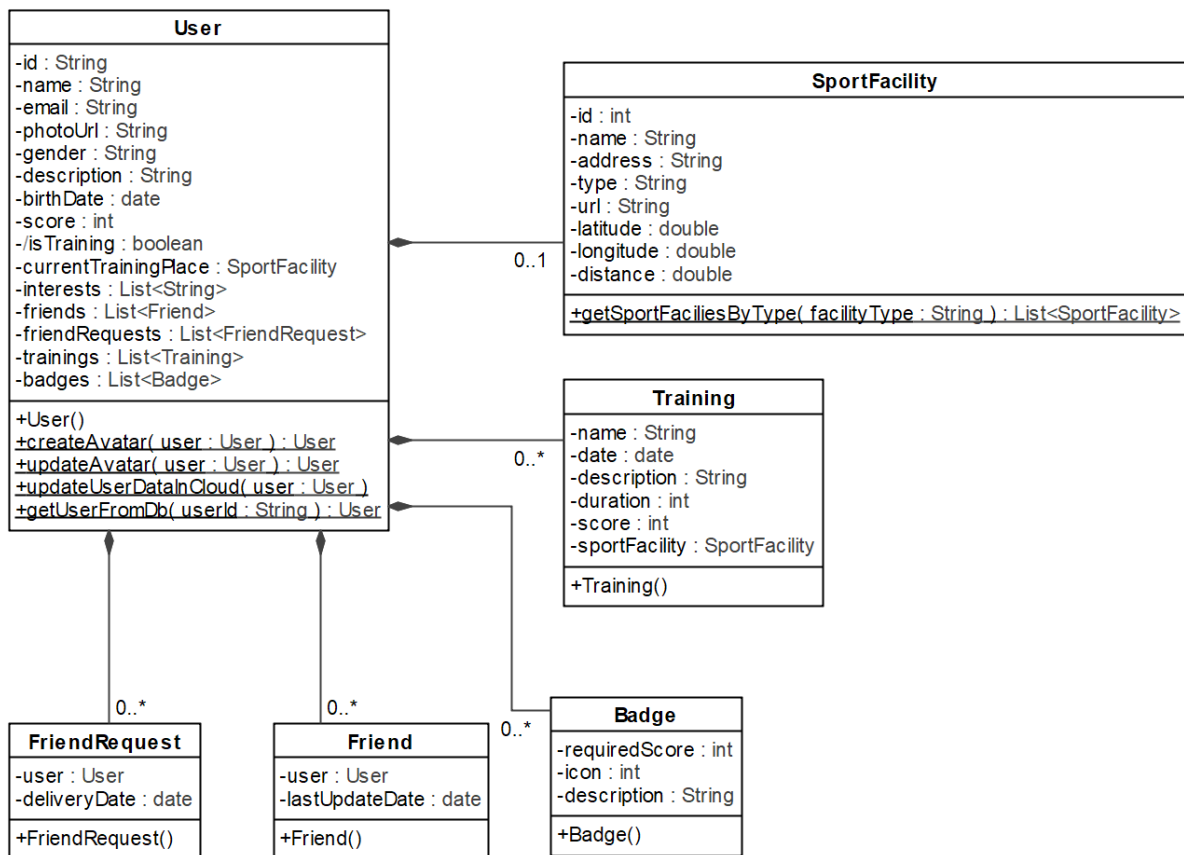 User
-id : String
-name : String
-email : String
-photoUrl : String
-gender : String
-description : String
-birthDate : date
-score : int
-/isTraining : boolean
-currentTrainingPlace : SportFacility
-interests : List<String>
-friends : List<Friend>
-friendRequests : List<FriendRequest>
-trainings : List<Training>
-badges : List<Badge>
+User()
+createAvatar( user : User ) : User
+updateAvatar( user : User ) : User
+updateUserDataInCloud( user : User )
+getUserFromDb( userId : String ) : User
SportFacility
-id : int
-name : String
-address : String
-type : String
-url : String
-latitude : double
-longitude : double
-distance : double
+getSportFaciliesByType( facilityType : String ) : List<SportFacility>
0..1
Training
-name : String
-date : date
-description : String
-duration : int
-score : int
-sportFacility : SportFacility
+Training()
0..*
0..*
FriendRequest
-user : User
-deliveryDate : date
+FriendRequest()
0..*
Friend
-user : User
-lastUpdateDate : date
+Friend()
0..*
Badge
-requiredScore : int
-icon : int
-description : String
+Badge()